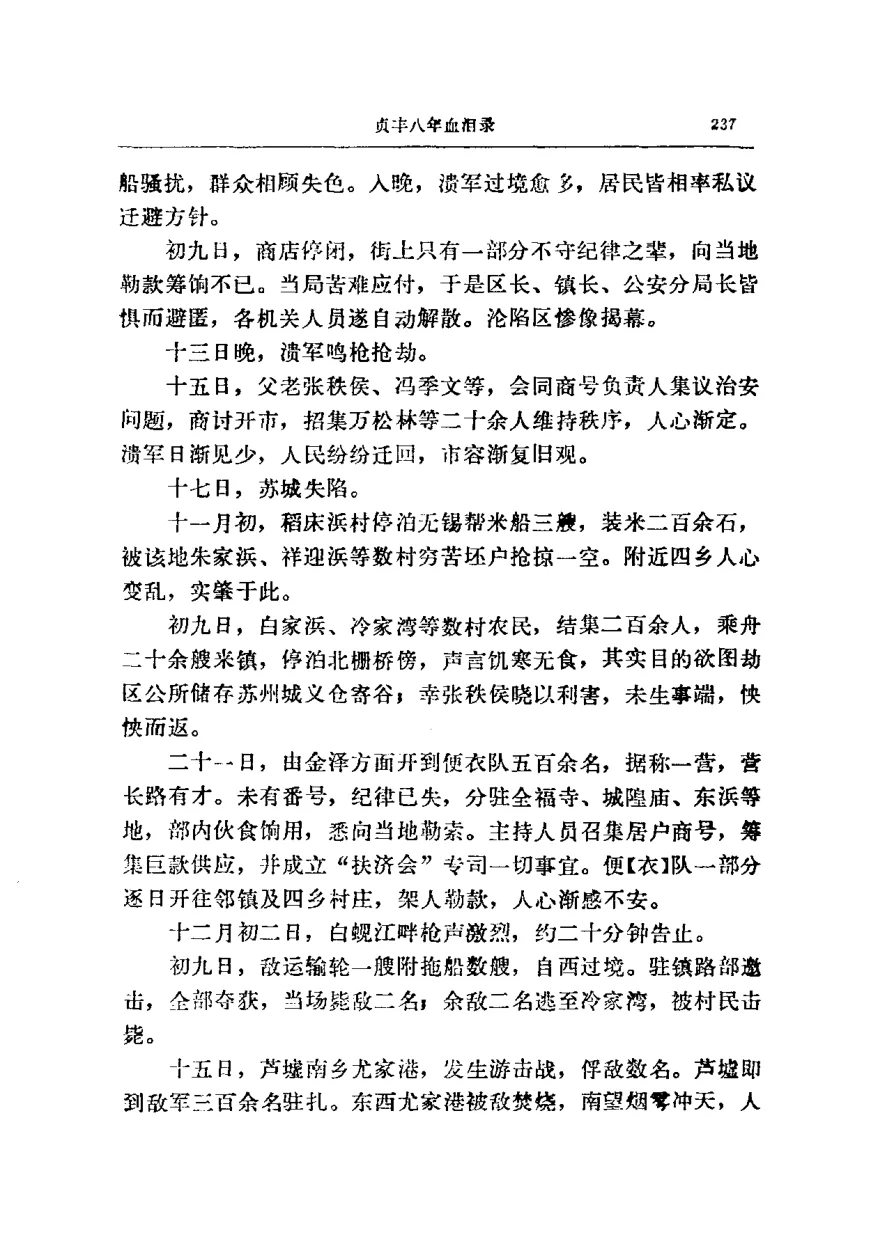 贞丰八年血泪录 237
船骚扰，群众相顾失色。入晚，溃军过境愈多，居民皆相率私议
迁避方针。
初九日，商店停闭，街上只有一部分不守纪律之辈，向当地
勒款筹饷不已。当局苦难应付，于是区长、镇长、公安分局长皆
惧而避匿，各机关人员遂自动解散。沦陷区惨像揭幕。
十三日晚，溃军鸣枪抢劫。
十五日，父老张秩侯、冯季文等，会同商号负责人集议治安
问题，商讨开市，招集万松林等二十余人维持秩序，人心渐定。
溃军日渐见少，人民纷纷迁回，市容渐复旧观。
十七日，苏城失陷。
十一月初，稻床浜村停泊无锡帮米船三艘，装米二百余石，
被该地朱家浜、祥迎浜等数村穷苦坯户抢掠一空。附近四乡人心
变乱，实肇于此。
初九日，白家浜、冷家湾等数村农民，结集二百余人，乘舟
二十余艘来镇，停泊北栅桥傍，声言饥寒无食，其实目的欲图劫
区公所储存苏州城义仓寄谷；幸张秩侯晓以利害，未生事端，怏
怏而返。
二十一日，由金泽方面开到便衣队五百余名，据称一营，营
长路有才。未有番号，纪律已失，分驻全福寺、城隍庙、东浜等
地，部内伙食饷用，悉向当地勒索。主持人员召集居户商号，筹
集巨款供应，并成立“扶济会”专司一切事宜。便【衣】队一部分
逐日开往邻镇及四乡村庄，架人勒款，人心渐感不安。
十二月初二日，白蚬江畔枪声激烈，约二十分钟告止。
初九日，敌运输轮一艘附拖船数艘，自西过境。驻镇路部邀
击，全部夺获，当场毙敌二名；余敌二名逃至冷家湾，被村民击
毙。
十五日，芦墟南乡尤家港，发生游击战，俘敌数名。芦墟即
到敌军三百余名驻扎。东西尤家港被敌焚烧，南望烟雾冲天，人